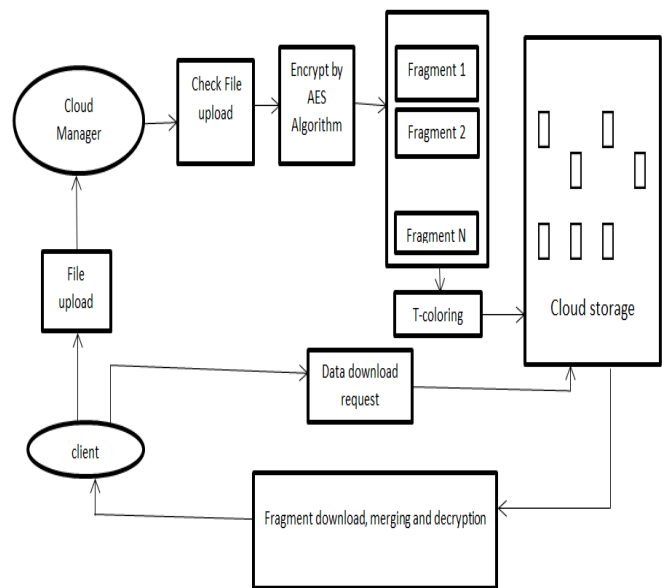 Cloud
Manager
Check File
upload
Encrypt by
AES
Algorithm
Fragment 1
Fragment 2
Fragment N
T-coloring
Cloud storage
File
upload
Data download
request
client
Fragment download, merging and decryption